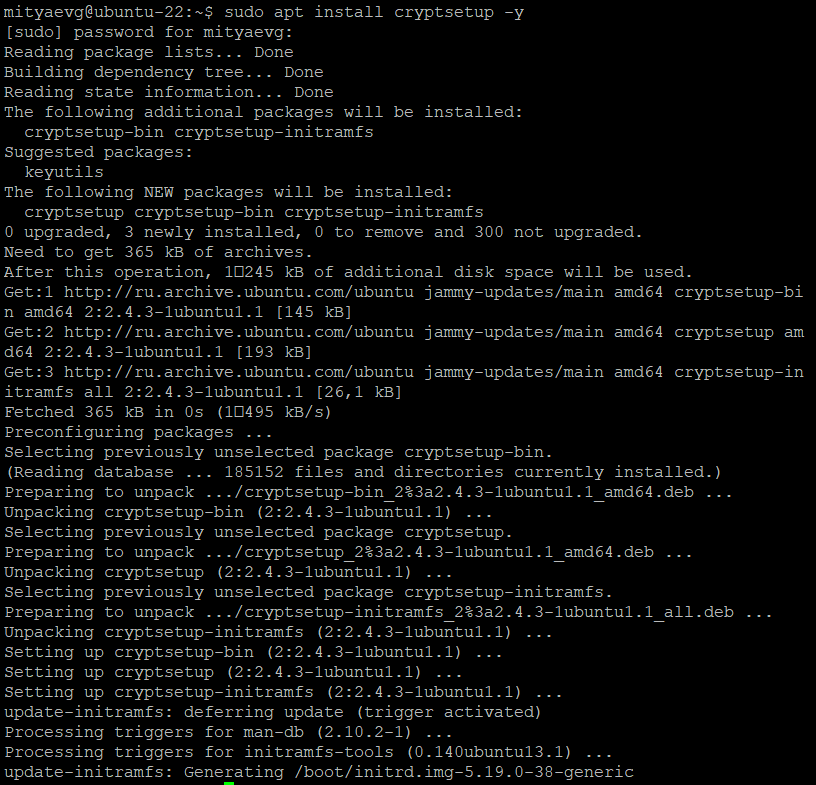 mityaevg@ubuntu-22:~$ sudo apt install cryptsetup -y
[sudo] password for mityaevg:
Reading package lists... Done
Building dependency tree... Done
Reading state information... Done
The following additional packages will be installed:
  cryptsetup-bin cryptsetup-initramfs
Suggested packages:
  keyutils
The following NEW packages will be installed:
  cryptsetup cryptsetup-bin cryptsetup-initramfs
0 upgraded, 3 newly installed, 0 to remove and 300 not upgraded.
Need to get 365 kB of archives.
After this operation, 1□245 kB of additional disk space will be used.
Get:1 http://ru.archive.ubuntu.com/ubuntu jammy-updates/main amd64 cryptsetup-bi
n amd64 2:2.4.3-1ubuntu1.1 [145 kB]
Get:2 http://ru.archive.ubuntu.com/ubuntu jammy-updates/main amd64 cryptsetup am
d64 2:2.4.3-1ubuntu1.1 [193 kB]
Get:3 http://ru.archive.ubuntu.com/ubuntu jammy-updates/main amd64 cryptsetup-in
itramfs all 2:2.4.3-1ubuntu1.1 [26,1 kB]
Fetched 365 kB in 0s (1□495 kB/s)
Preconfiguring packages ...
Selecting previously unselected package cryptsetup-bin.
(Reading database ... 185152 files and directories currently installed.)
Preparing to unpack .../cryptsetup-bin_2%3a2.4.3-1ubuntu1.1_amd64.deb ...
Unpacking cryptsetup-bin (2:2.4.3-1ubuntu1.1) ...
Selecting previously unselected package cryptsetup.
Preparing to unpack .../cryptsetup_2%3a2.4.3-1ubuntu1.1_amd64.deb ...
Unpacking cryptsetup (2:2.4.3-1ubuntu1.1) ...
Selecting previously unselected package cryptsetup-initramfs.
Preparing to unpack .../cryptsetup-initramfs_2%3a2.4.3-1ubuntu1.1_all.deb ...
Unpacking cryptsetup-initramfs (2:2.4.3-1ubuntu1.1) ...
Setting up cryptsetup-bin (2:2.4.3-1ubuntu1.1) ...
Setting up cryptsetup (2:2.4.3-1ubuntu1.1) ...
Setting up cryptsetup-initramfs (2:2.4.3-1ubuntu1.1) ...
update-initramfs: deferring update (trigger activated)
Processing triggers for man-db (2.10.2-1) ...
Processing triggers for initramfs-tools (0.140ubuntu13.1) ...
update-initramfs: Generating /boot/initrd.img-5.19.0-38-generic